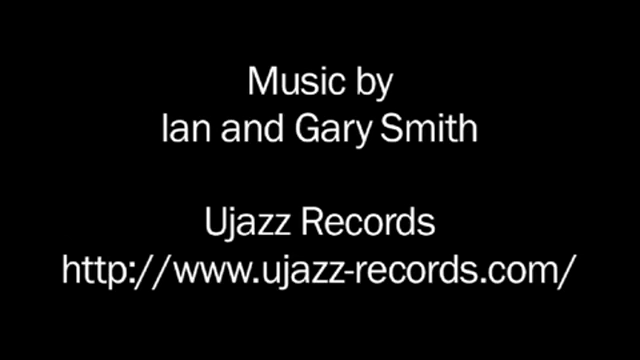 Music by
Ian and Gary Smith
Ujazz Records
http://www.ujazz-records.com/